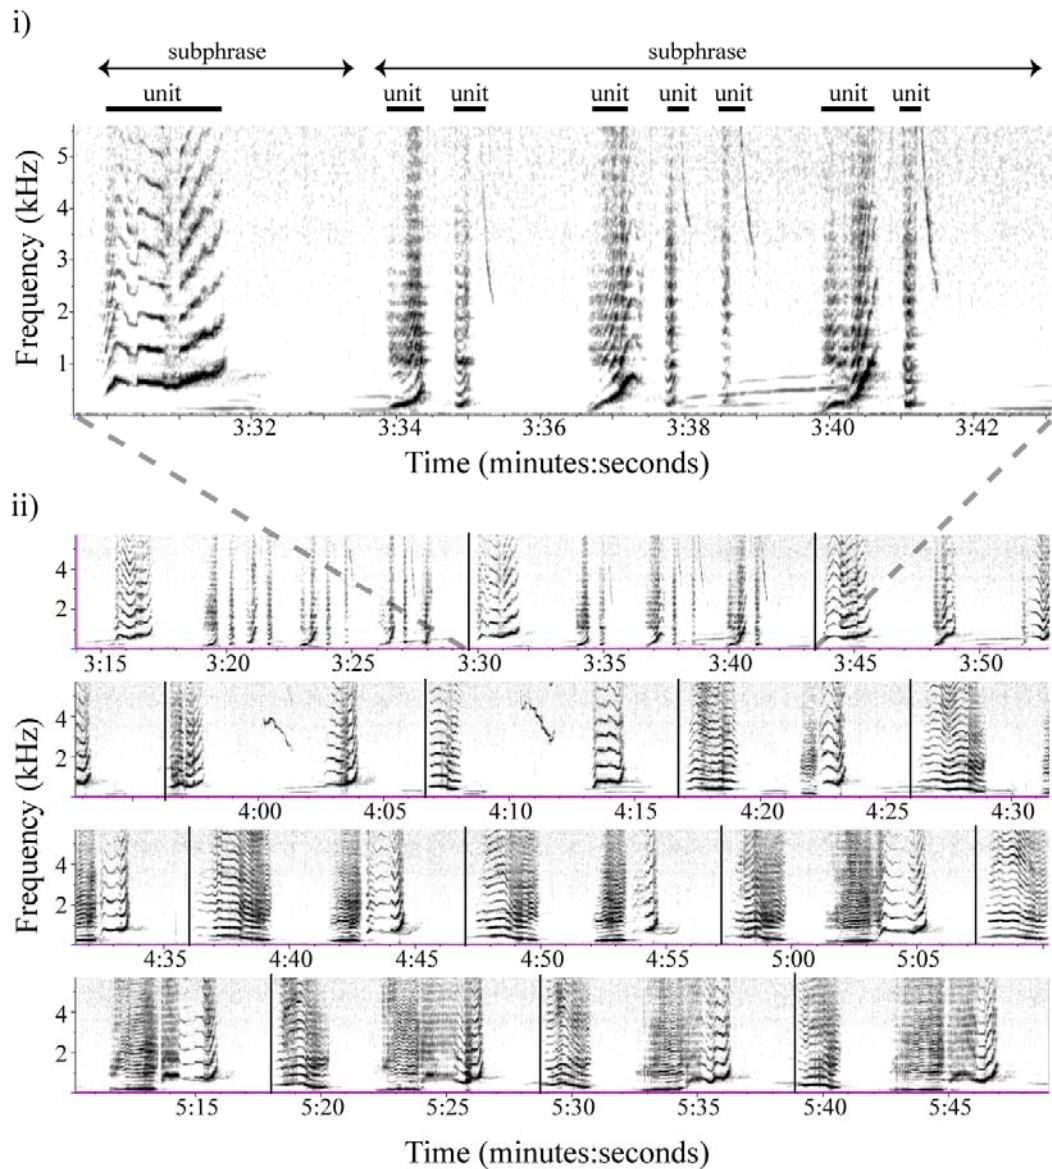 i)
subphrase subphrase
unit unit unit unit unit unit unit unit
Frequency (kHz)
5
4
3
2
1
3:32 3:34 3:36 3:38 3:40 3:42
Time (minutes:seconds)
ii)
Frequency (kHz)
4
2
3:15 3:20 3:25 3:30 3:35 3:40 3:45 3:50
4
2
4:00 4:05 4:10 4:15 4:20 4:25 4:30
Frequency (kHz)
4
2
4:35 4:40 4:45 4:50 4:55 5:00 5:05
4
2
5:15 5:20 5:25 5:30 5:35 5:40 5:45
Time (minutes:seconds)